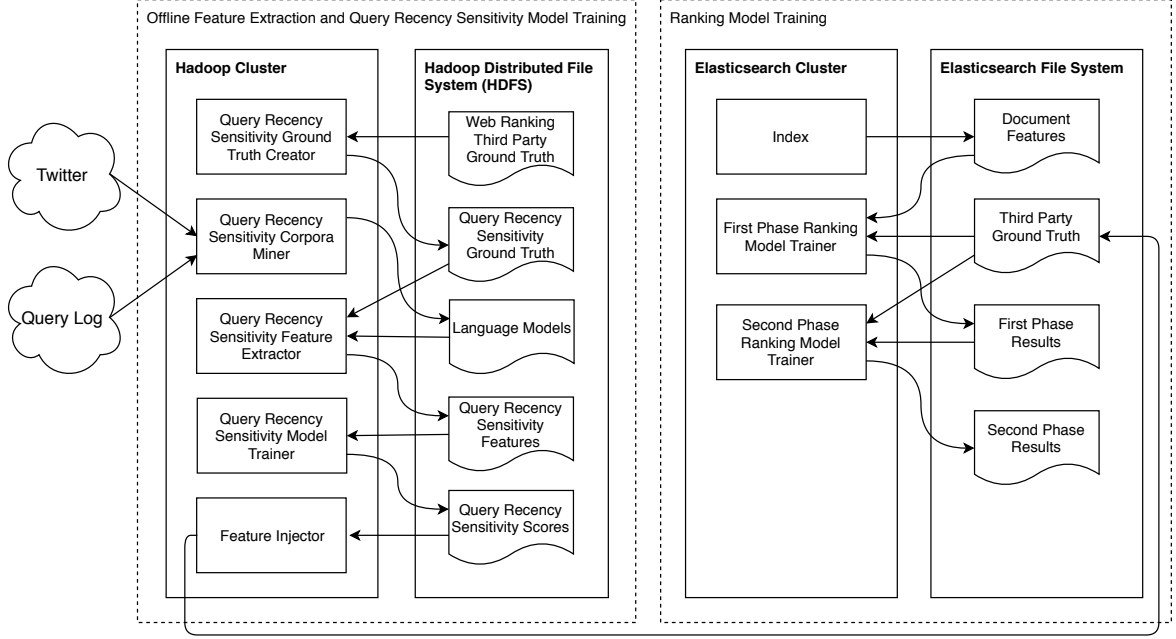 Offline Feature Extraction and Query Recency Sensitivity Model Training
Hadoop Cluster
Hadoop Distributed File
System (HDFS)
Twitter
Query Log
Query Recency
Sensitivity Ground
Truth Creator
Query Recency
Sensitivity Corpora
Miner
Query Recency
Sensitivity Feature
Extractor
Query Recency
Sensitivity Model
Trainer
Feature Injector
Web Ranking
Third Party
Ground Truth
Query Recency
Sensitivity
Ground Truth
Language Models
Query Recency
Sensitivity
Features
Query Recency
Sensitivity Scores
Ranking Model Training
Elasticsearch Cluster
Elasticsearch File System
Index
First Phase Ranking
Model Trainer
Second Phase
Ranking Model
Trainer
Document
Features
Third Party
Ground Truth
First Phase
Results
Second Phase
Results